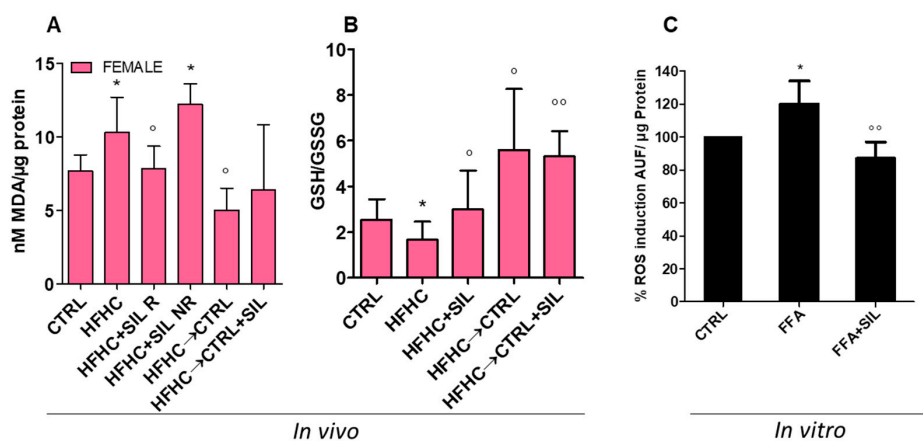 A
FEMALE
nM MDA/µg protein
15
10
5
0
*
°
*
°
CTRL
HFHC
HFHC+SIL R
HFHC+SIL NR
HFHC→CTRL
HFHC→CTRL+SIL
B
GSH/GSSG
10
8
6
4
2
0
*
°
°
°°
CTRL
HFHC
HFHC+SIL
HFHC→CTRL
HFHC→CTRL+SIL
In vivo
C
% ROS induction AUF/ µg Protein
140
120
100
80
60
40
20
0
*
°°
CTRL
FFA
FFA+SIL
In vitro